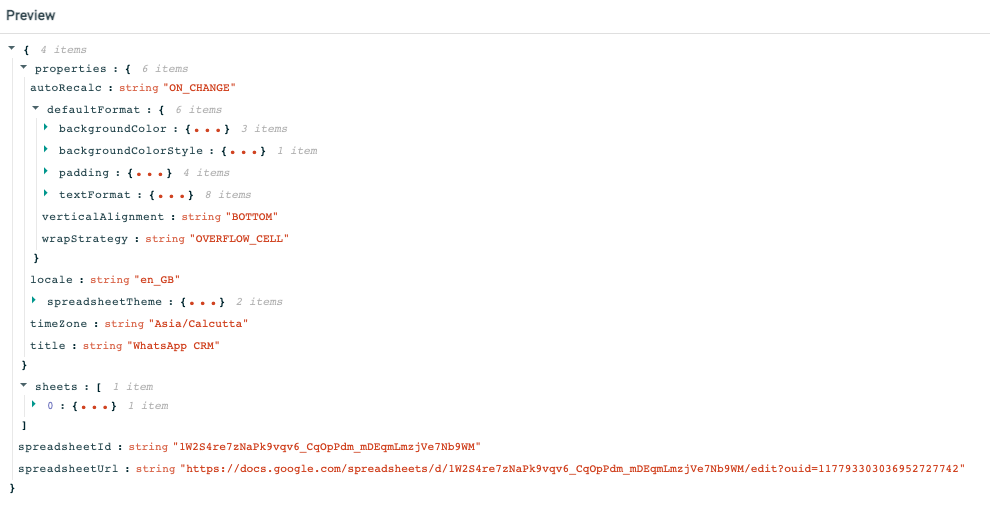 Preview
{ 4 items
properties : { 6 items
autoRecalc : string "ON_CHANGE"
defaultFormat : { 6 items
backgroundColor : {...} 3 items
backgroundColorStyle : {...} 1 item
padding : {...} 4 items
textFormat : {...} 8 items
verticalAlignment : string "BOTTOM"
wrapStrategy : string "OVERFLOW_CELL"
}
locale : string "en_GB"
spreadsheetTheme : {...} 2 items
timeZone : string "Asia/Calcutta"
title : string "WhatsApp CRM"
}
sheets : [ 1 item
0 : {...} 1 item
]
spreadsheetId : string "1W2S4re7zNaPk9vqv6_CqOpPdm_mDEqmLmzjVe7Nb9WM"
spreadsheetUrl : string "https://docs.google.com/spreadsheets/d/1W2S4re7zNaPk9vqv6_CqOpPdm_mDEqmLmzjVe7Nb9WM/edit?ouid=117793303036952727742"
}